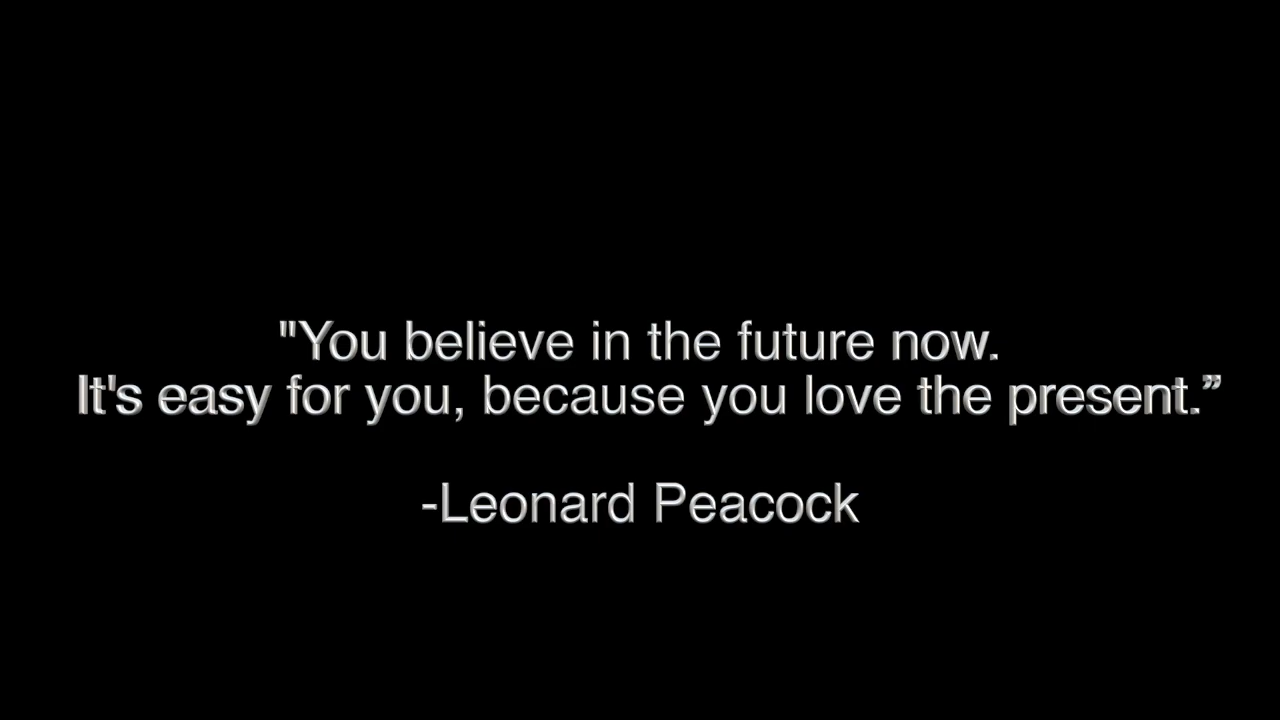 "You believe in the future now.
It's easy for you, because you love the present.”
-Leonard Peacock